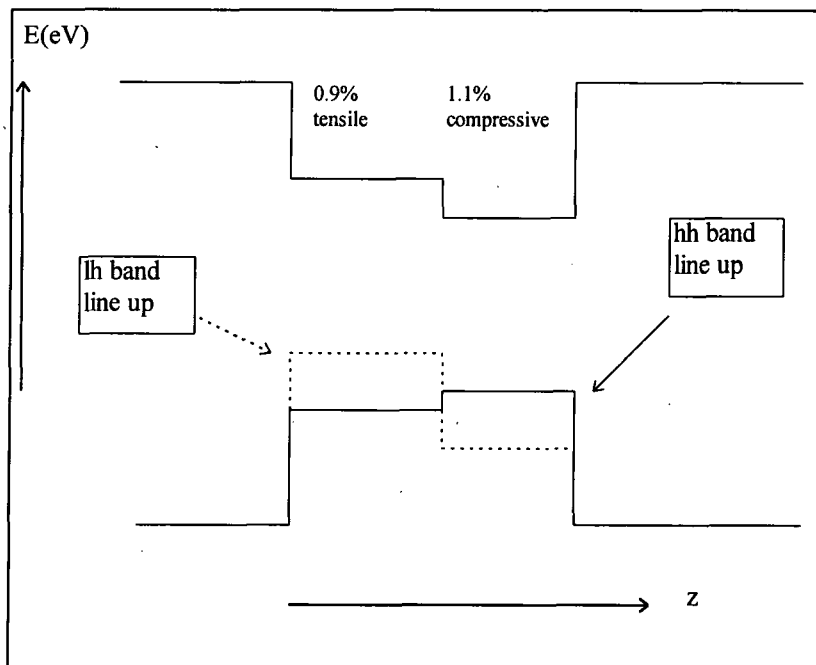 E(eV)
0.9%
tensile
1.1%
compressive
hh band
line up
lh band
line up
z